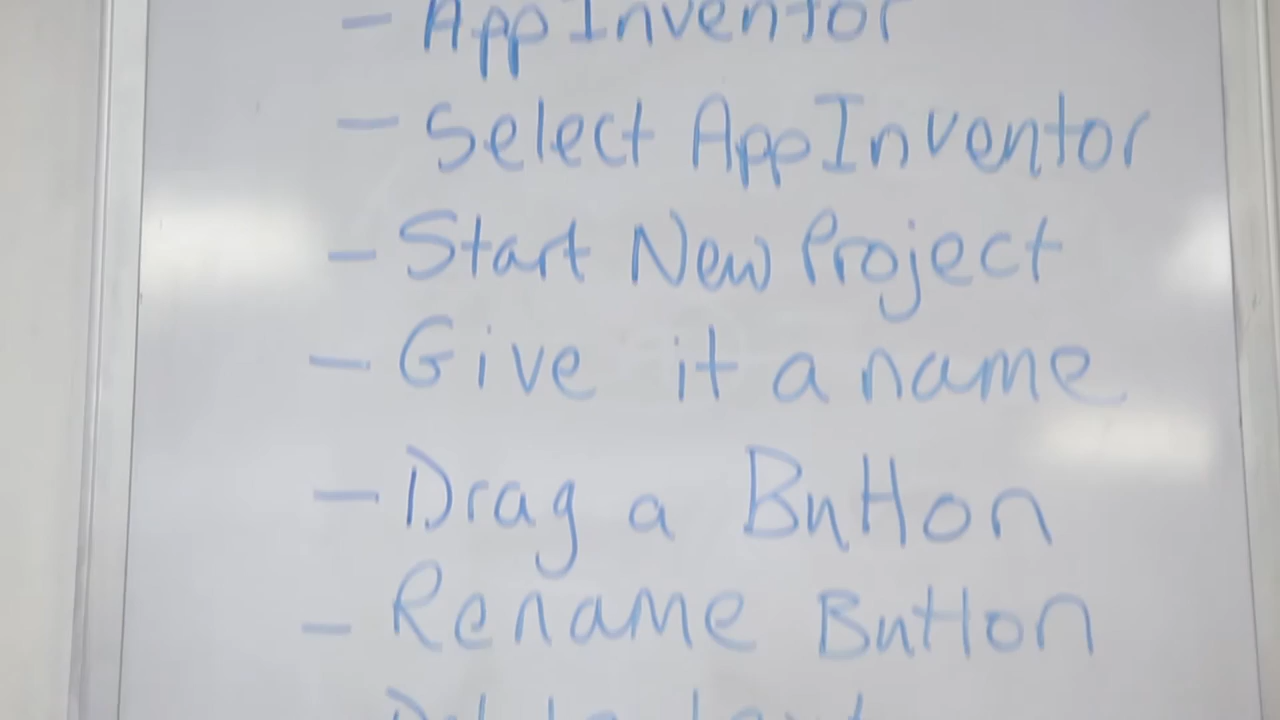 - App Inventor
- Select App Inventor
- Start New Project
- Give it a name
- Drag a Button
- Rename Button